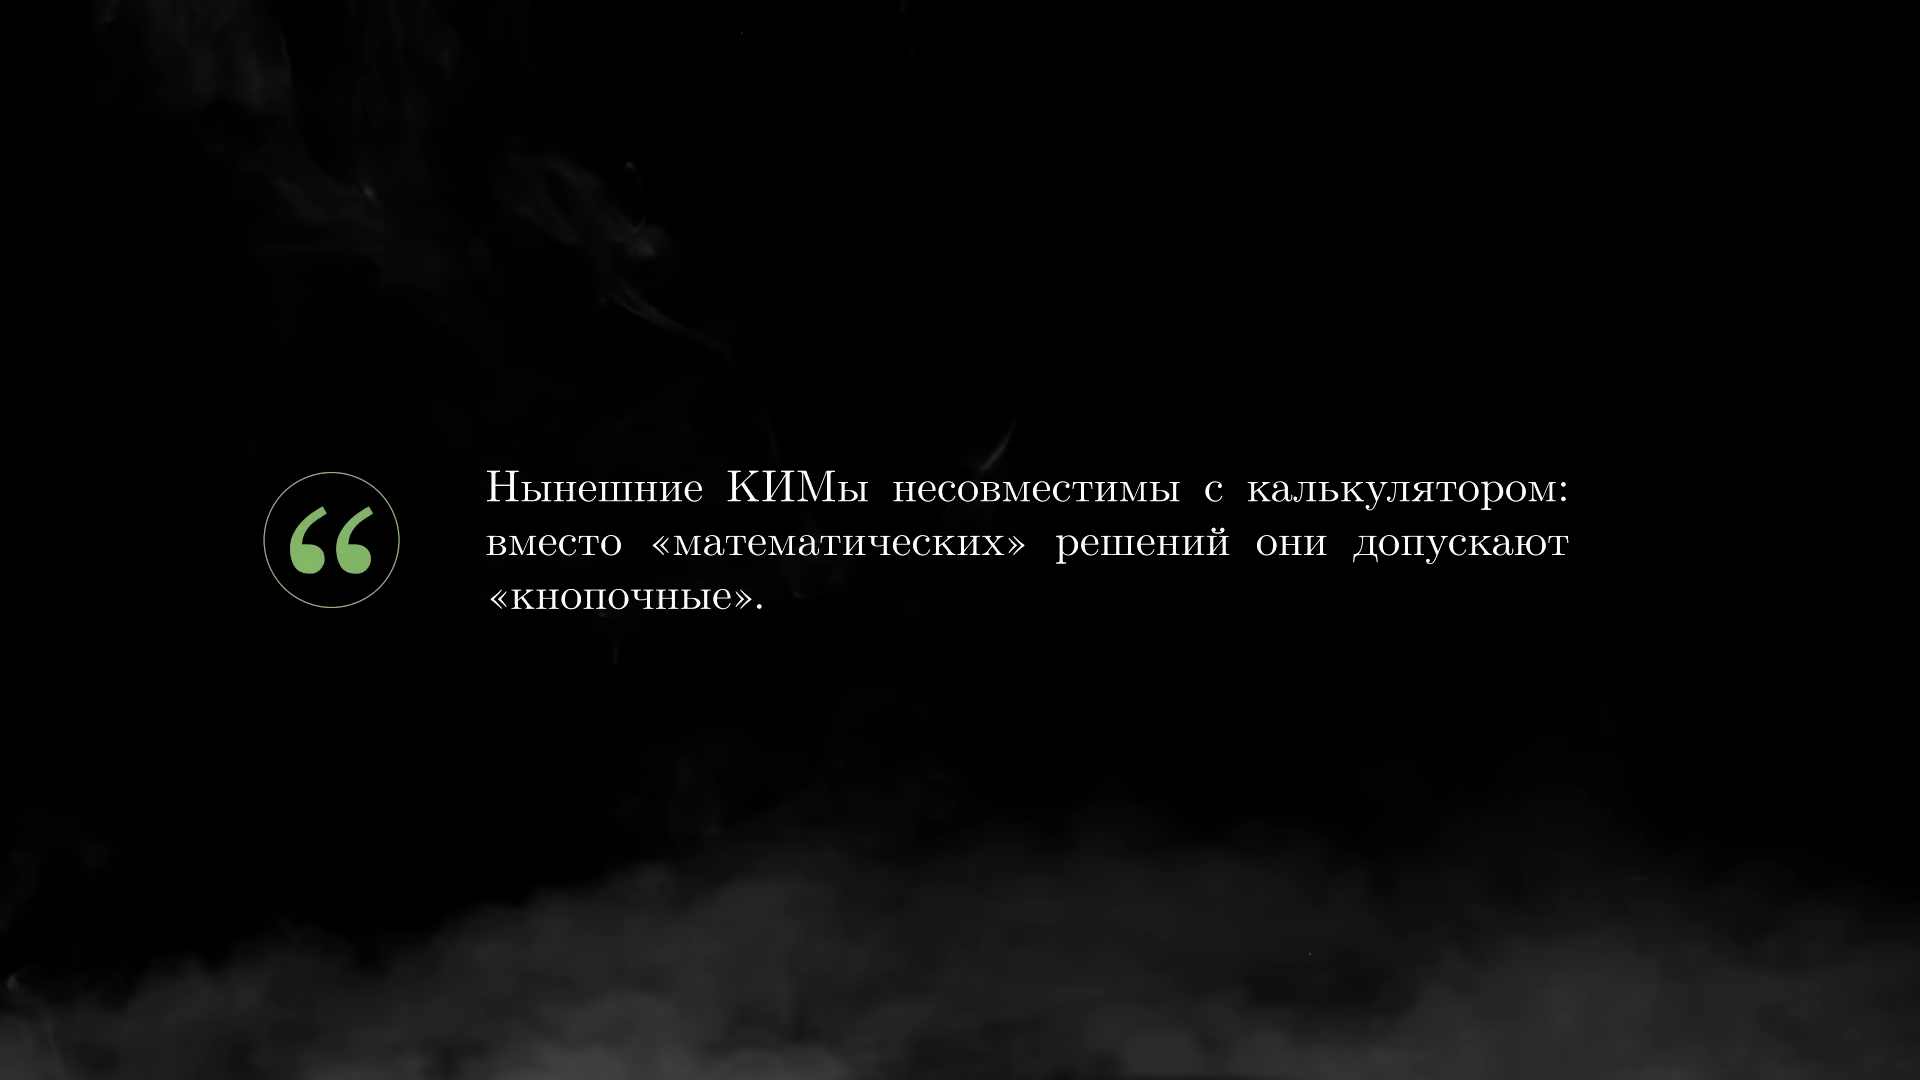 Нынешние КИМы несовместимы с калькулятором:
вместо «математических» решений они допускают
«кнопочные».